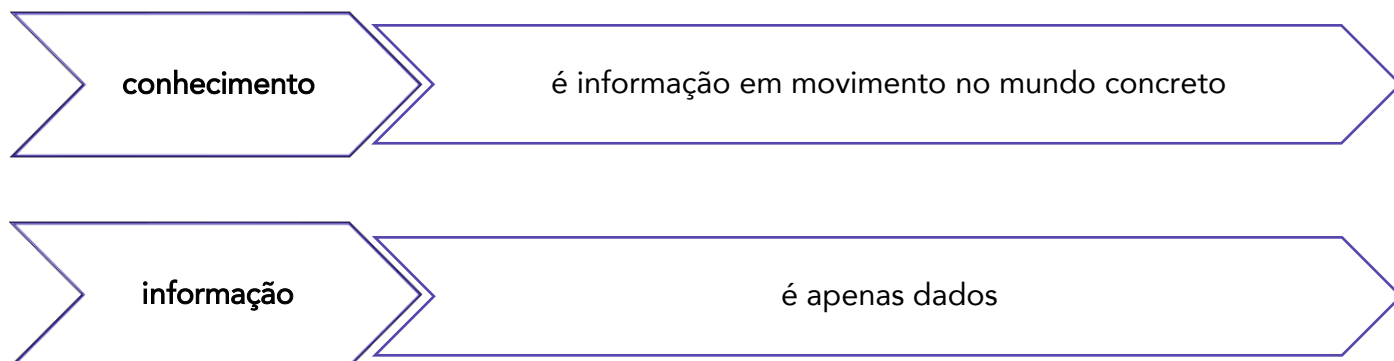 conhecimento
é informação em movimento no mundo concreto
informação
é apenas dados